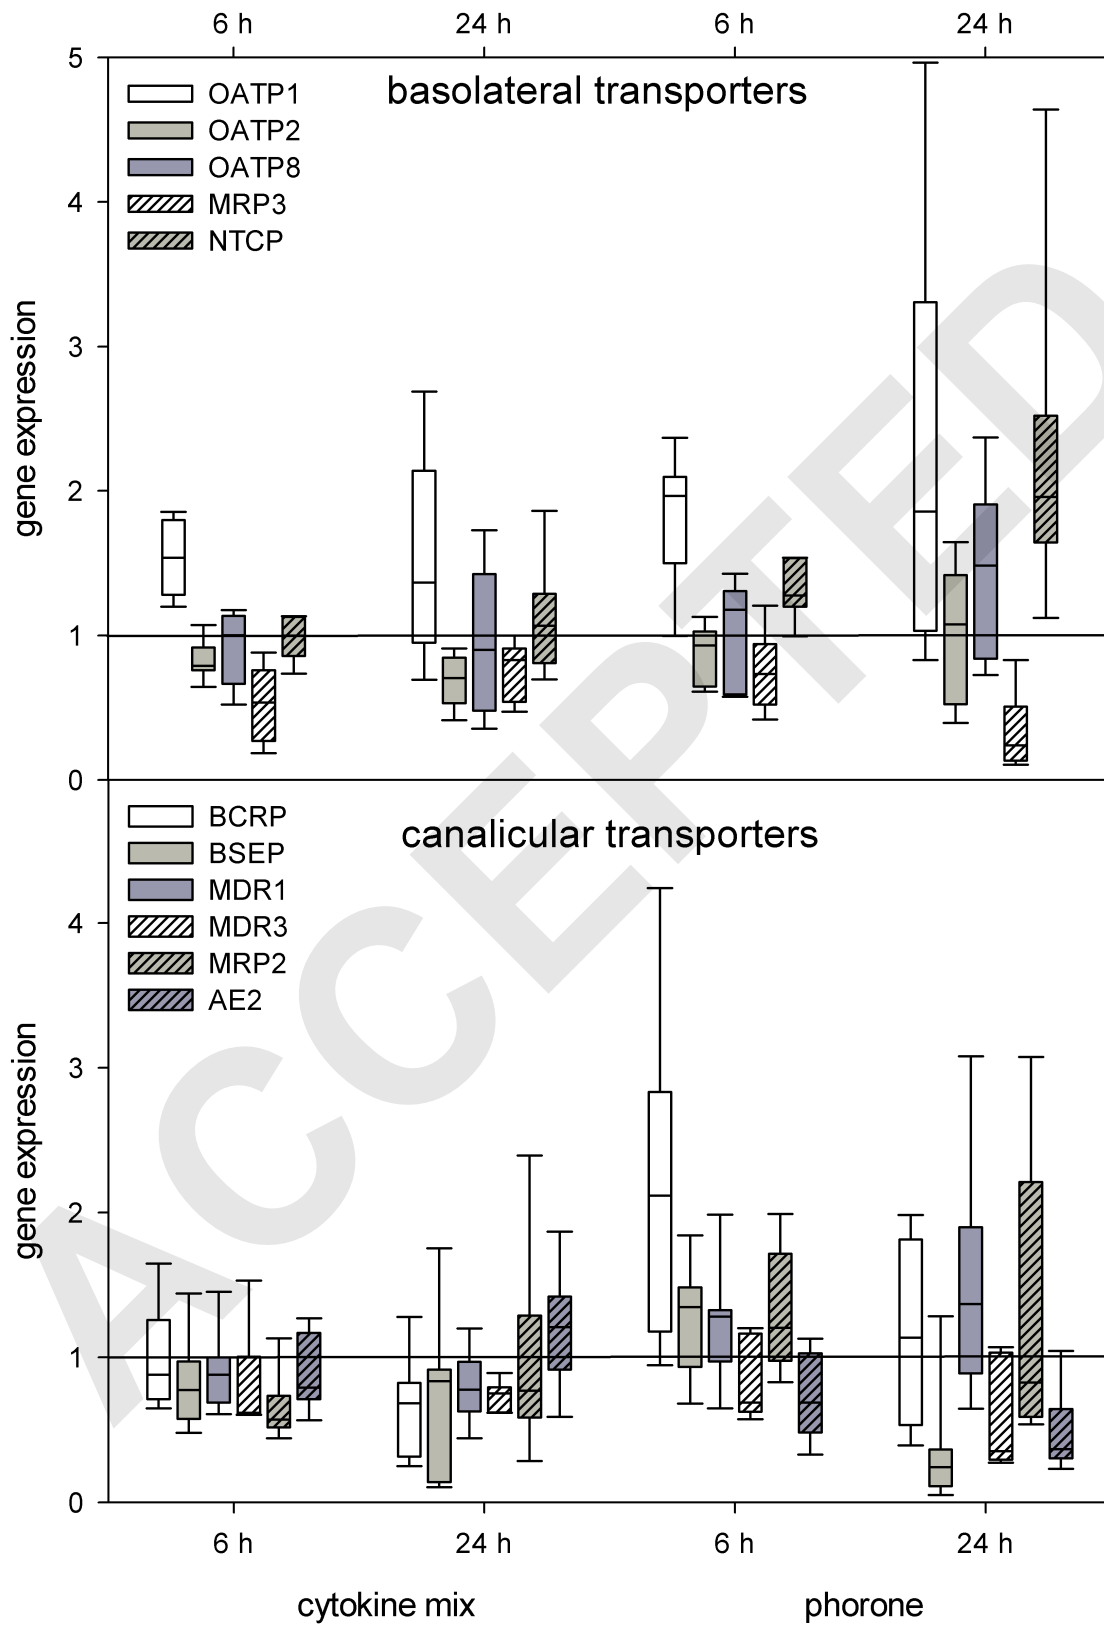 6 h 24 h 6 h 24 h
5
basolateral transporters
OATP1
OATP2
OATP8
MRP3
NTCP
4
3
2
1
0
gene expression
canalicular transporters
BCRP
BSEP
MDR1
MDR3
MRP2
AE2
4
3
2
1
0
gene expression
6 h 24 h 6 h 24 h
cytokine mix phorone
ACCEPTED